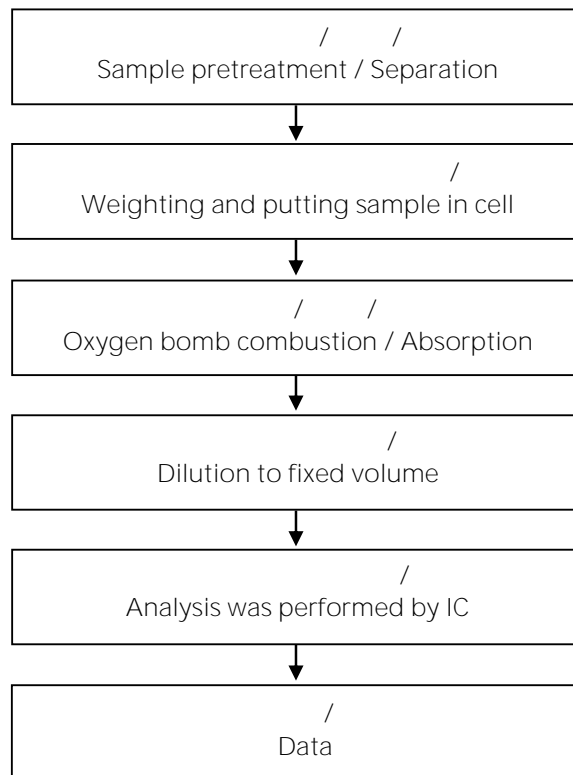 / /
Sample pretreatment / Separation
/
Weighting and putting sample in cell
/ /
Oxygen bomb combustion / Absorption
/
Dilution to fixed volume
/
Analysis was performed by IC
/
Data